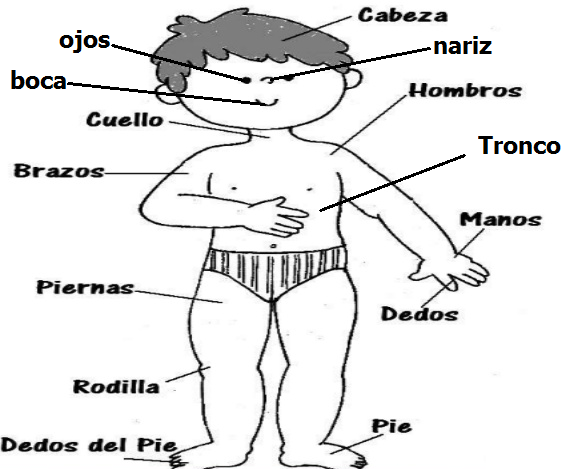 Cabeza
ojos
nariz
boca
Hombros
Cuello
Tronco
Brazos
Manos
Piernas
Dedos
Rodilla
Pie
Dedos del Pie